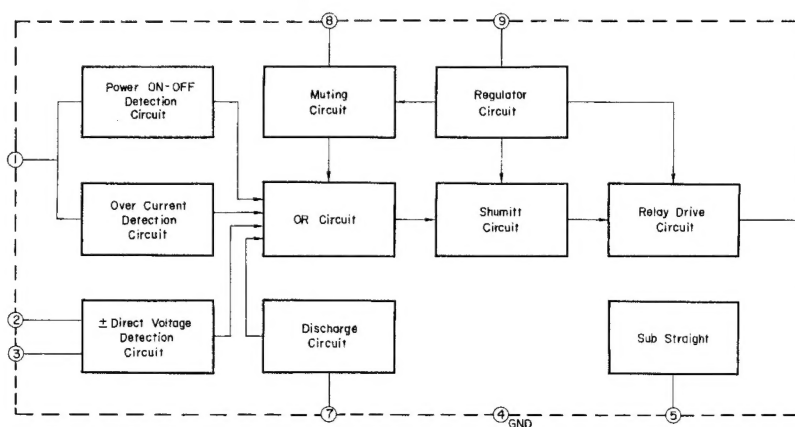 8
9
Power ON-OFF
Detection
Circuit
Muting
Circuit
Regulator
Circuit
1
Over Current
Detection
Circuit
OR Circuit
Shumitt
Circuit
Relay Drive
Circuit
2
3
± Direct Voltage
Detection
Circuit
Discharge
Circuit
Sub Straight
7
4
GND
5